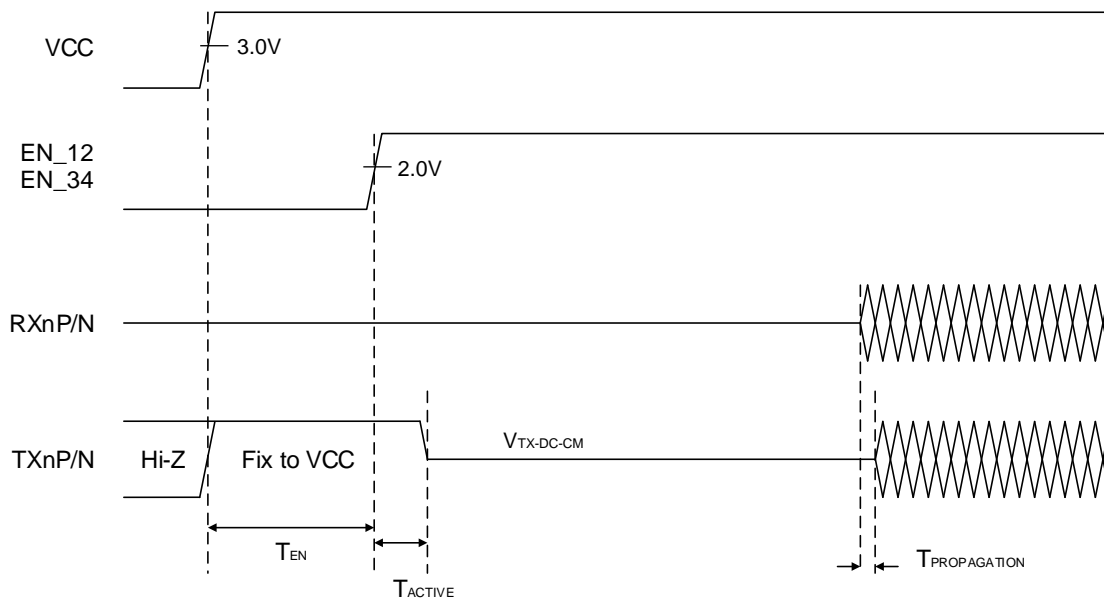 VCC
3.0V
EN_12
EN_34
2.0V
RXnP/N
TXnP/N
Hi-Z
Fix to VCC
VTX-DC-CM
TEN
TACTIVE
TPROPAGATION